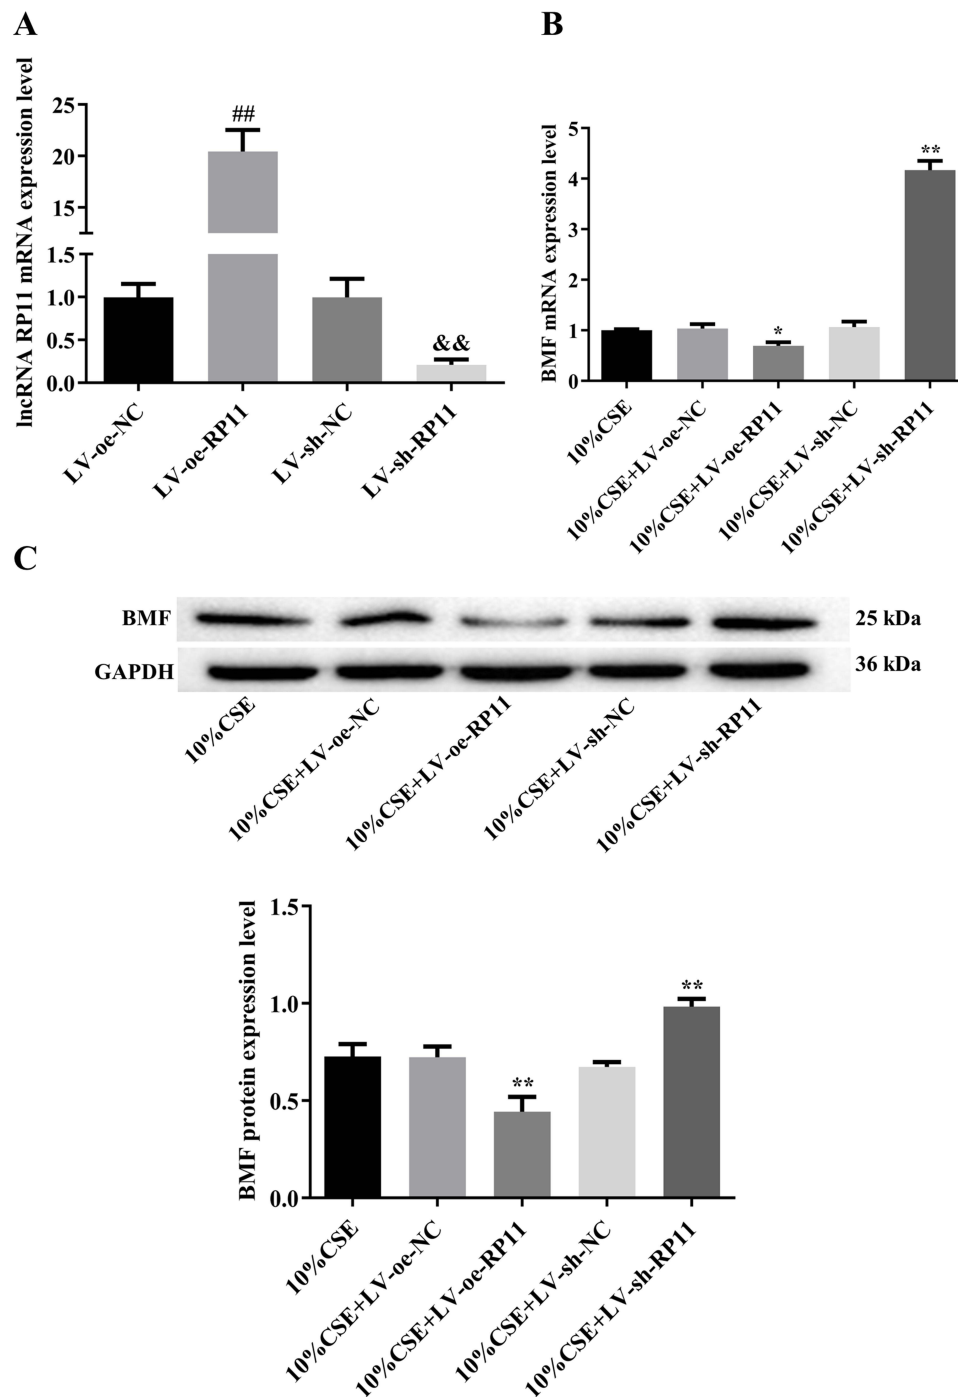 A
lncRNA RP11 mRNA expression level
25
20
15
1.5
1.0
0.5
0.0
##
&&
LV-oe-NC
LV-oe-RP11
LV-sh-NC
LV-sh-RP11
B
BMF mRNA expression level
5
4
3
2
1
0
*
**
10%CSE
10%CSE+LV-oe-NC
10%CSE+LV-oe-RP11
10%CSE+LV-sh-NC
10%CSE+LV-sh-RP11
C
BMF
25 kDa
GAPDH
36 kDa
10%CSE
10%CSE+LV-oe-NC
10%CSE+LV-oe-RP11
10%CSE+LV-sh-NC
10%CSE+LV-sh-RP11
BMF protein expression level
1.5
1.0
0.5
0.0
**
**
10%CSE
10%CSE+LV-oe-NC
10%CSE+LV-oe-RP11
10%CSE+LV-sh-NC
10%CSE+LV-sh-RP11